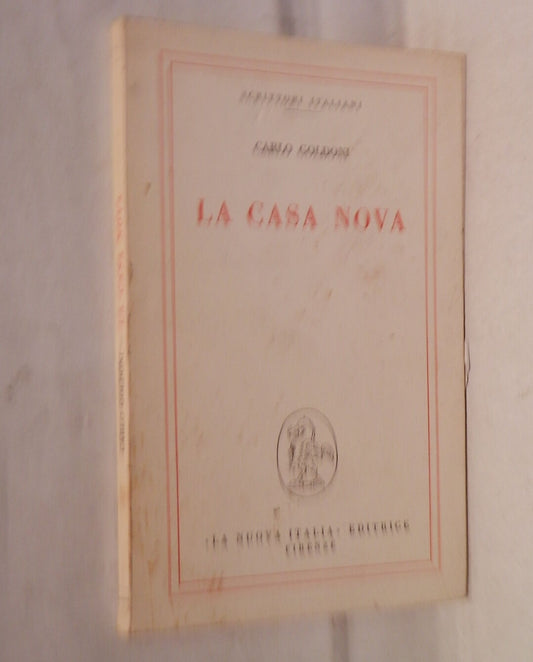 SCRITTORI ITALIANI
CARLO GOLDONI
LA CASA NOVA
«LA NUOVA ITALIA» EDITRICE
FIRENZE